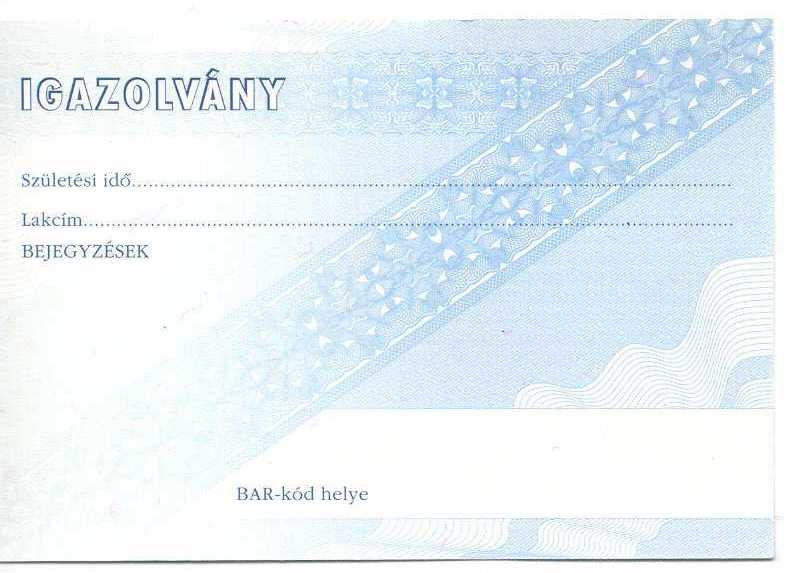 IGAZOLVÁNY
Születési idő..............................................................................................................
Lakcím.......................................................................................................................
BEJEGYZÉSEK
BAR-kód helye